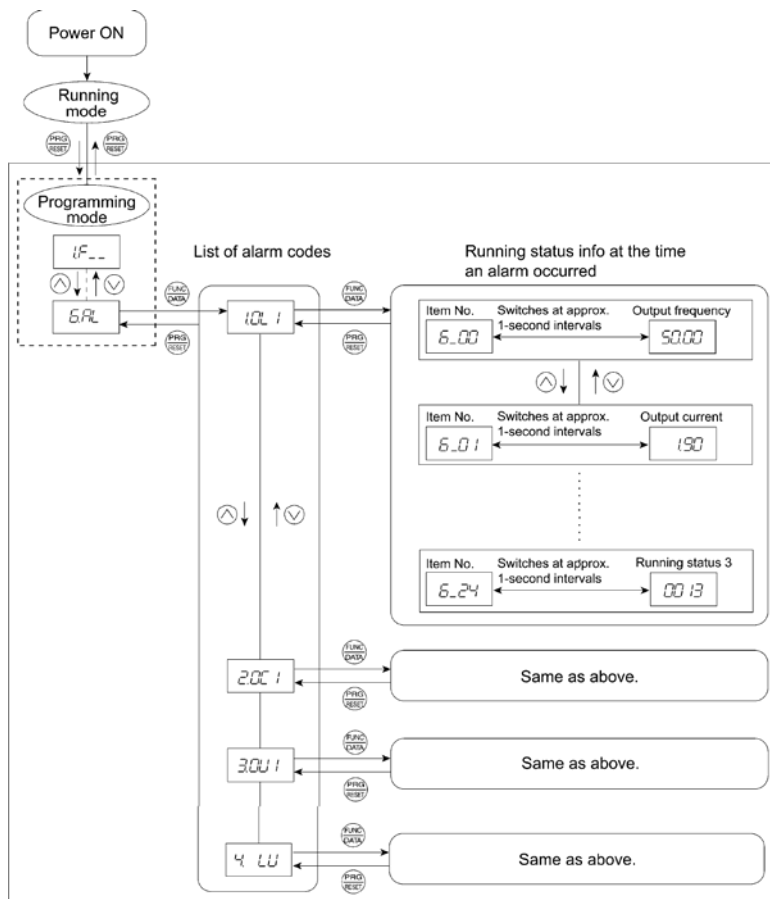 Power ON
Running
mode
PRG
RESET
PRG
RESET
Programming
mode
1.F_ _
6.AL
List of alarm codes
Running status info at the time
an alarm occurred
FUNC
DATA
PRG
RESET
1.OL1
FUNC
DATA
PRG
RESET
Item No.
Switches at approx.
1-second intervals
Output frequency
6_00
50.00
Item No.
Switches at approx.
1-second intervals
Output current
6_01
1.90
Item No.
Switches at approx.
1-second intervals
Running status 3
6_24
0013
2.OC1
FUNC
DATA
PRG
RESET
Same as above.
3.OU1
FUNC
DATA
PRG
RESET
Same as above.
4. LU
FUNC
DATA
PRG
RESET
Same as above.